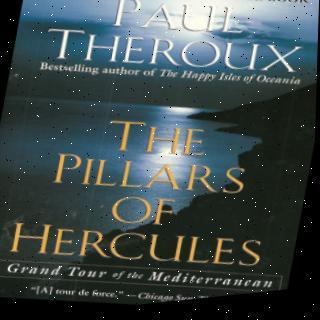 PAUL
THEROUX
Bestselling author of The Happy Isles of Oceania
THE
PILLARS
OF
HERCULES
Grand Tour of the Mediterranean
"[A] tour de force." — Chicago